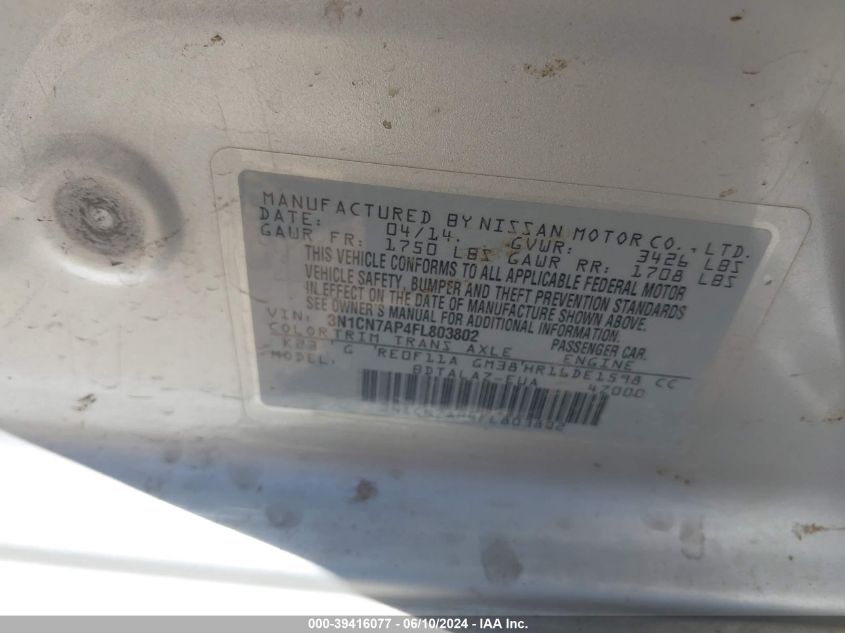 MANUFACTURED BY NISSAN MOTOR CO., LTD.
DATE: 04/14. GVWR: 3426 LBS
GAWR FR: 1750 LBS GAWR RR: 1708 LBS
THIS VEHICLE CONFORMS TO ALL APPLICABLE FEDERAL MOTOR
VEHICLE SAFETY, BUMPER AND THEFT PREVENTION STANDARDS
IN EFFECT ON THE DATE OF MANUFACTURE SHOWN ABOVE.
SEE OWNER'S MANUAL FOR ADDITIONAL INFORMATION.
VIN: 3N1CN7AP4FL803802 PASSENGER CAR.
COLOR TRIM TRANS AXLE ENGINE
K23 G RE0F11A GM38 HR16DE1598 CC
MODEL: BDTALAZ-EUA 47000
3N1CN7AP4FL803802
000-39416077 - 06/10/2024 - IAA Inc.